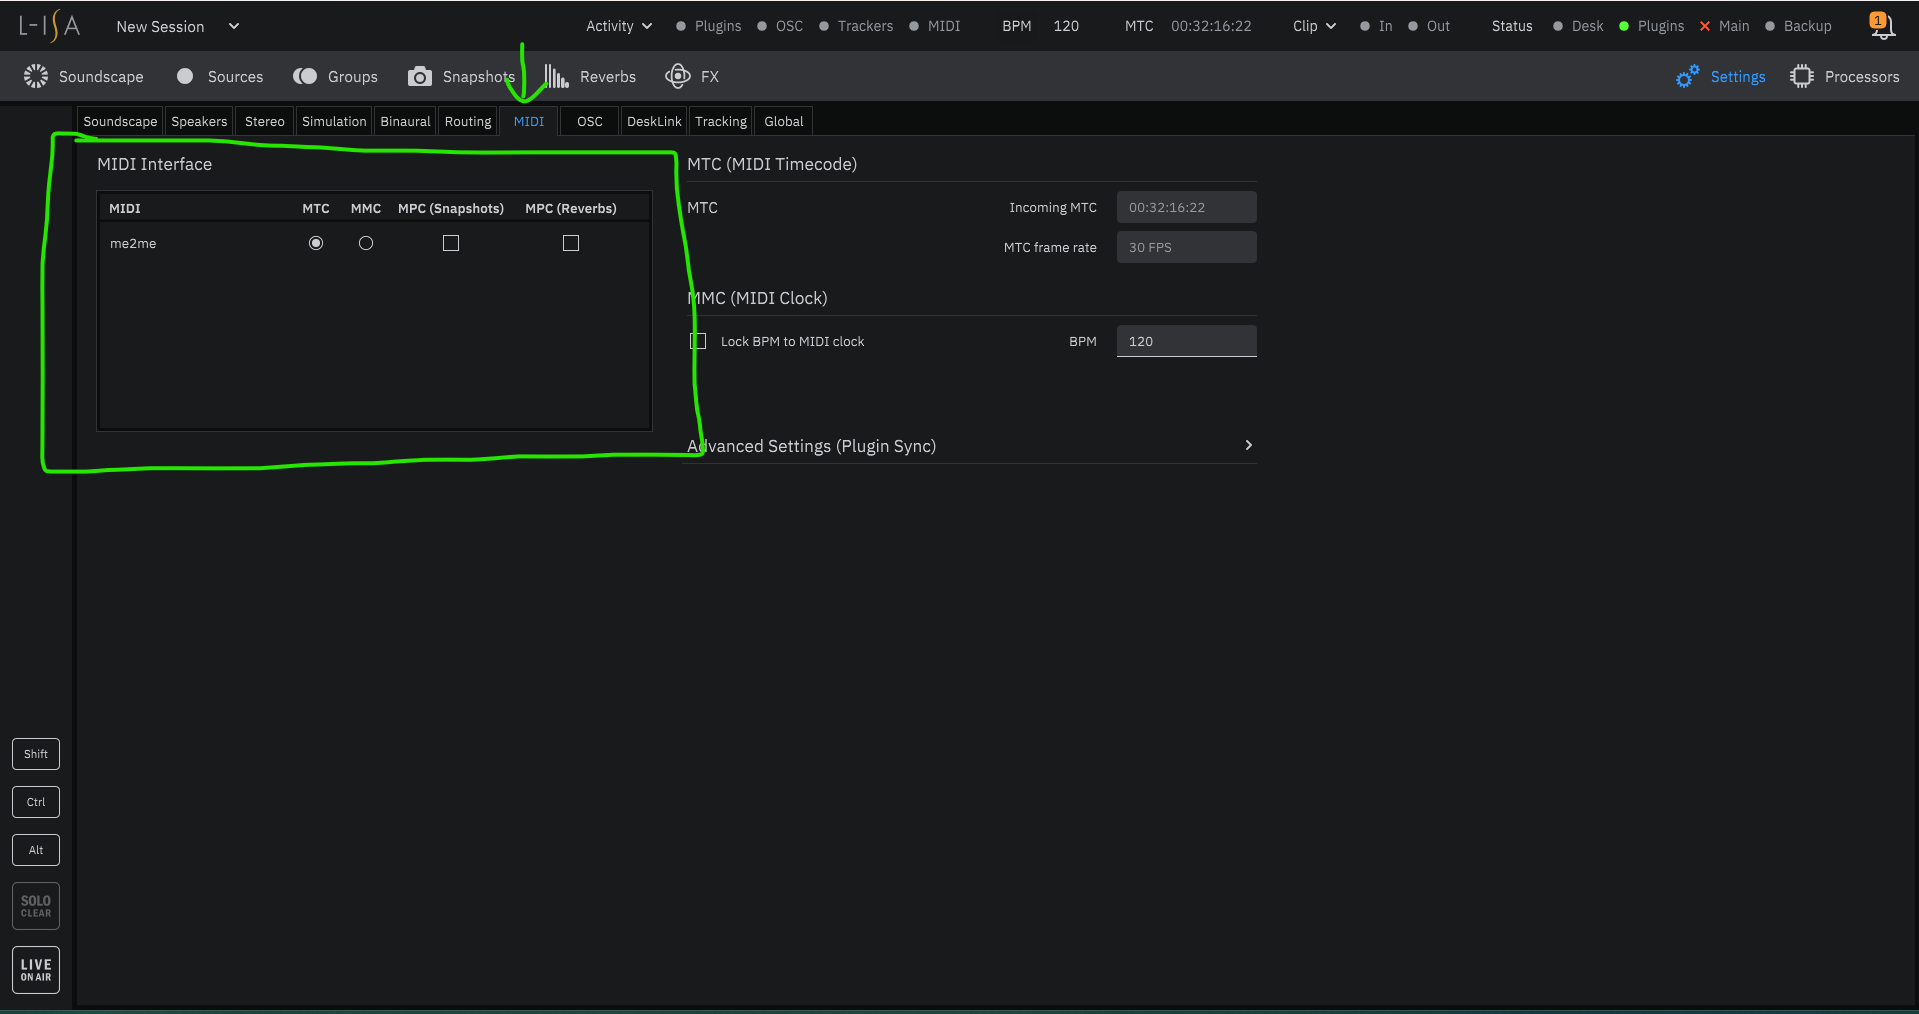 L-ISA New Session Activity Plugins OSC Trackers MIDI BPM 120 MTC 00:32:16:22 Clip In Out Status Desk Plugins Main Backup 1
Soundscape Sources Groups Snapshots Reverbs FX Settings Processors
Soundscape Speakers Stereo Simulation Binaural Routing MIDI OSC DeskLink Tracking Global
MIDI Interface
MIDI MTC MMC MPC (Snapshots) MPC (Reverbs)
me2me
MTC (MIDI Timecode)
MTC Incoming MTC 00:32:16:22
MTC frame rate 30 FPS
MMC (MIDI Clock)
Lock BPM to MIDI clock BPM 120
Advanced Settings (Plugin Sync)
Shift
Ctrl
Alt
SOLO
CLEAR
LIVE
ON AIR